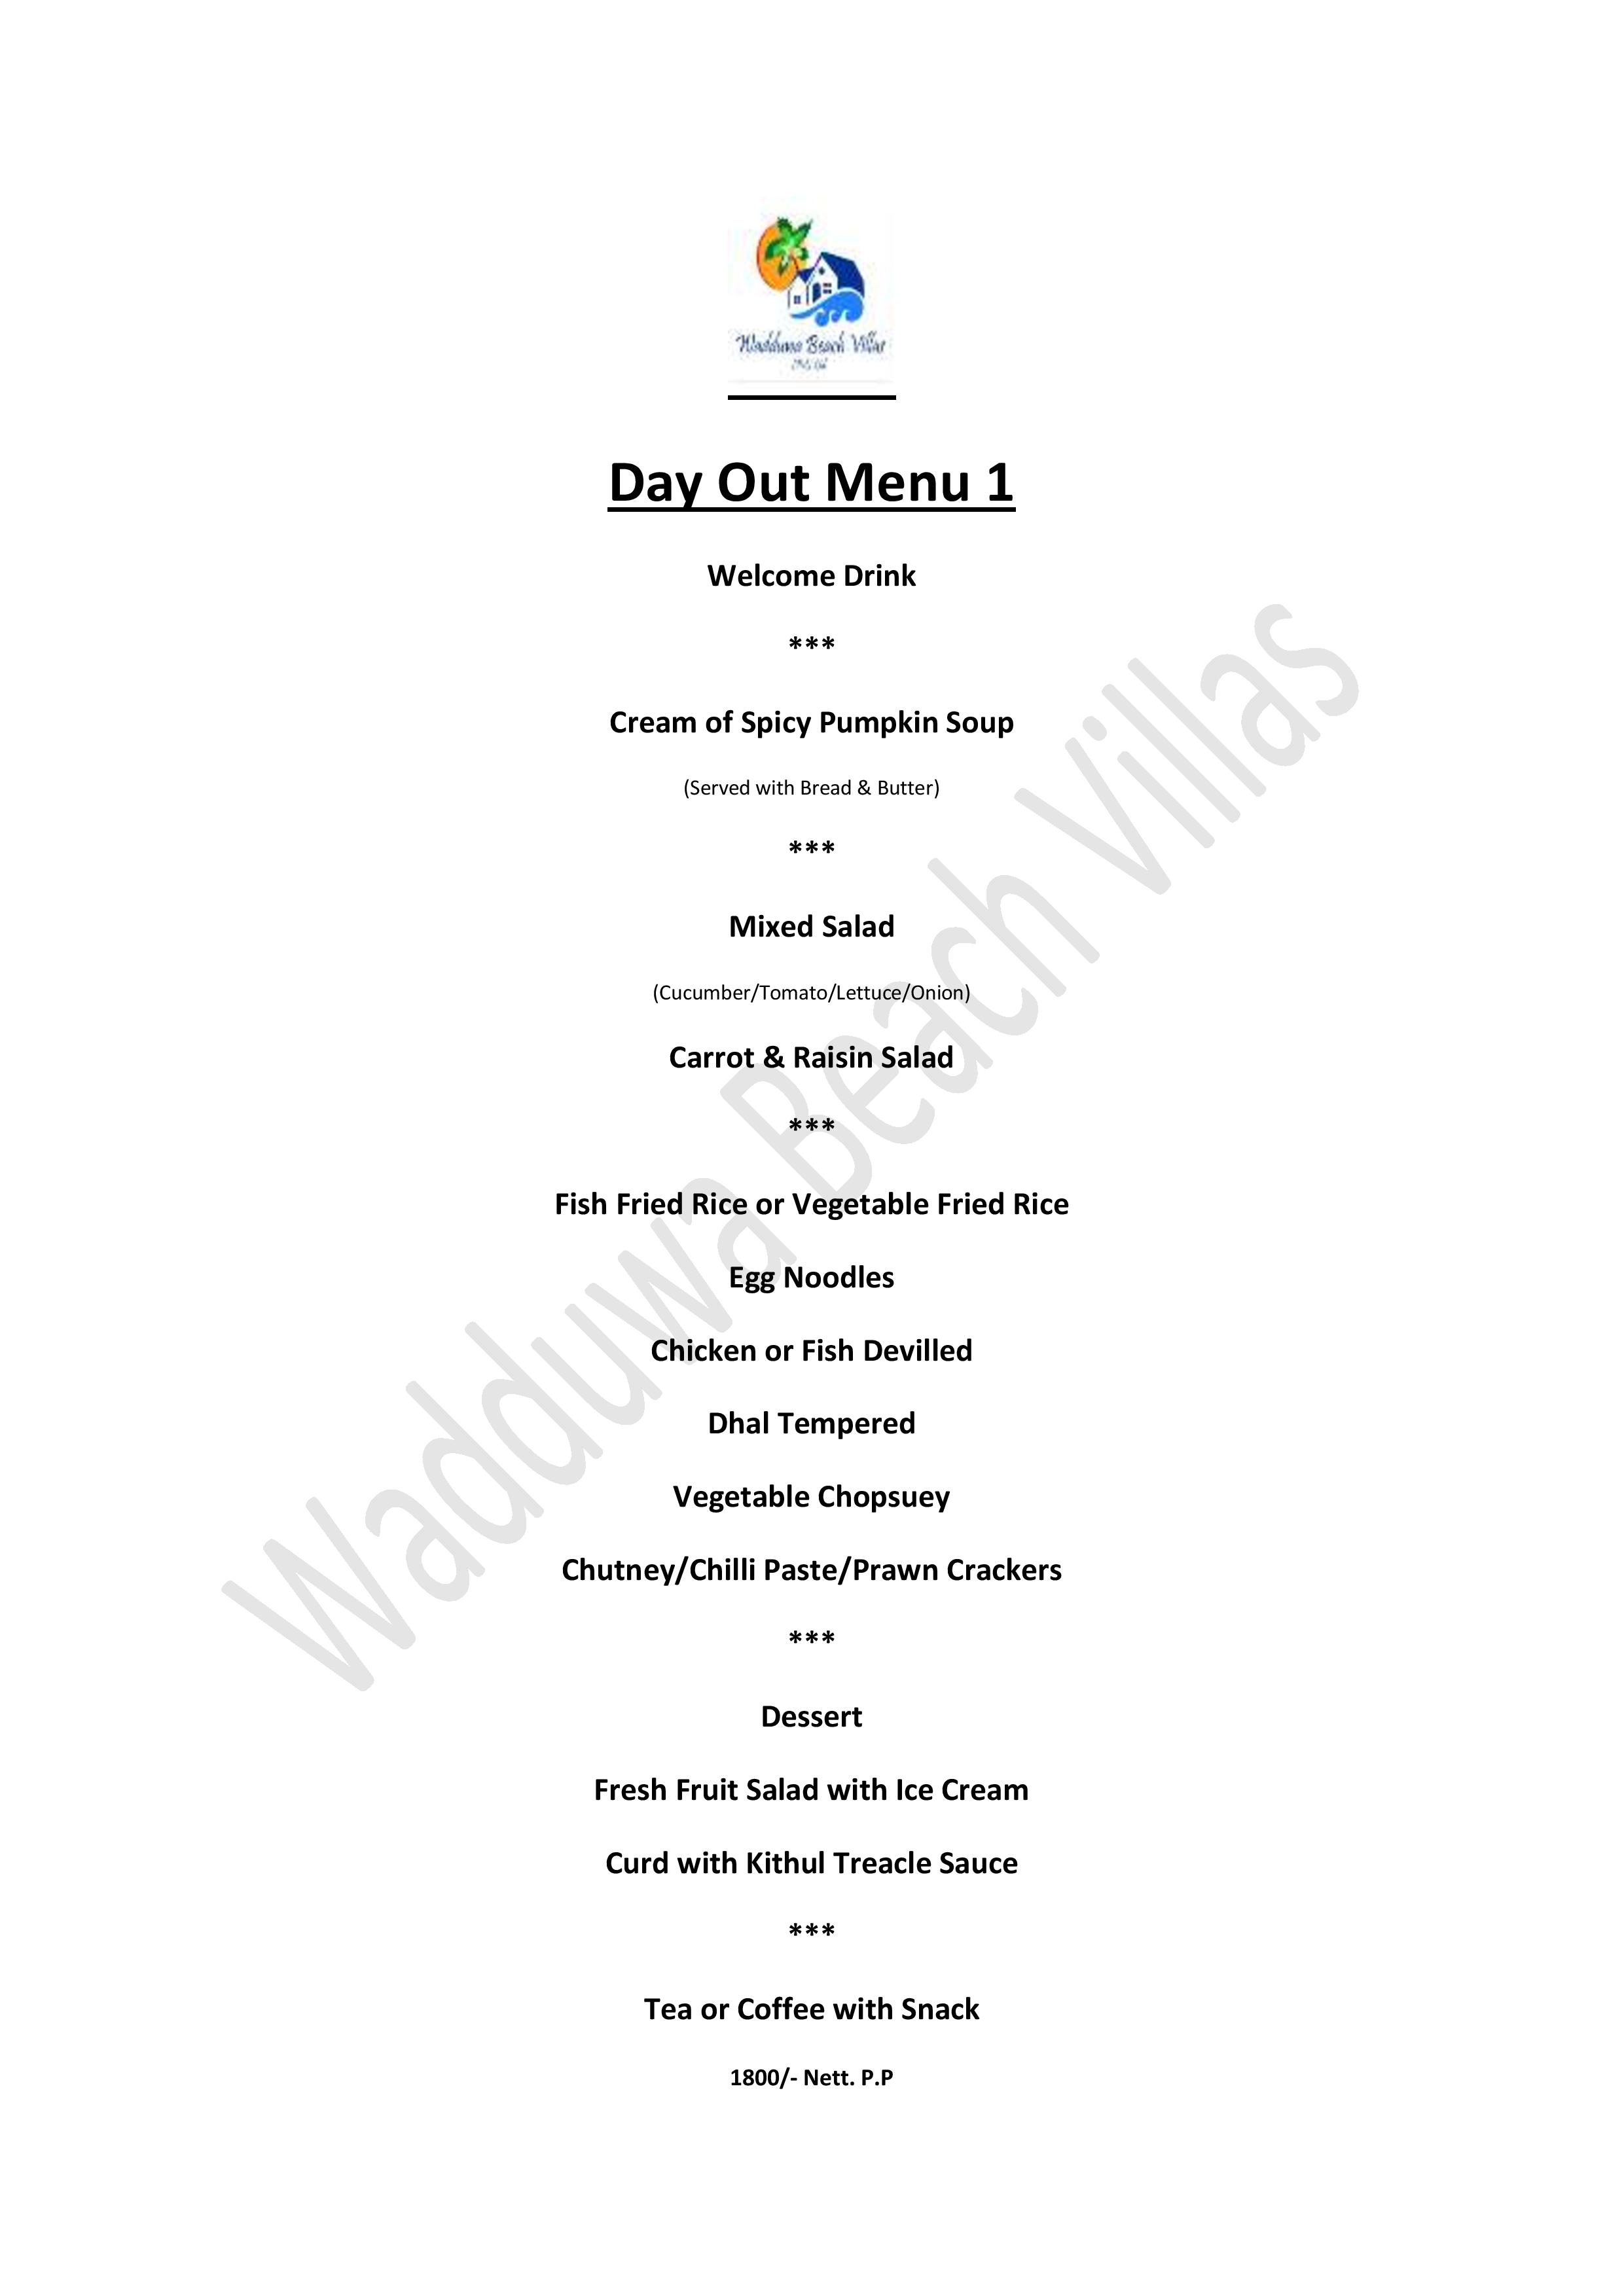 Wadduwa Beach Villas
Day Out Menu 1
Welcome Drink
***
Cream of Spicy Pumpkin Soup
(Served with Bread & Butter)
***
Mixed Salad
(Cucumber/Tomato/Lettuce/Onion)
Carrot & Raisin Salad
***
Fish Fried Rice or Vegetable Fried Rice
Egg Noodles
Chicken or Fish Devilled
Dhal Tempered
Vegetable Chopsuey
Chutney/Chilli Paste/Prawn Crackers
***
Dessert
Fresh Fruit Salad with Ice Cream
Curd with Kithul Treacle Sauce
***
Tea or Coffee with Snack
1800/- Nett. P.P
Wadduwa Beach Villas